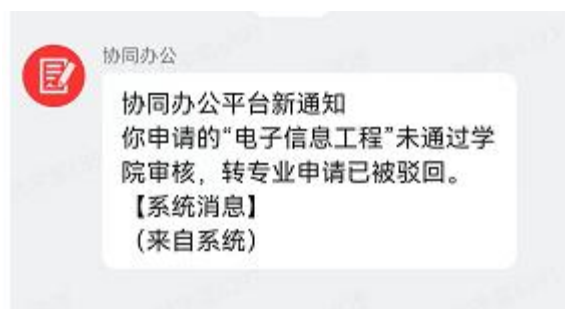 协同办公
协同办公平台新通知
你申请的“电子信息工程”未通过学
院审核，转专业申请已被驳回。
【系统消息】
（来自系统）